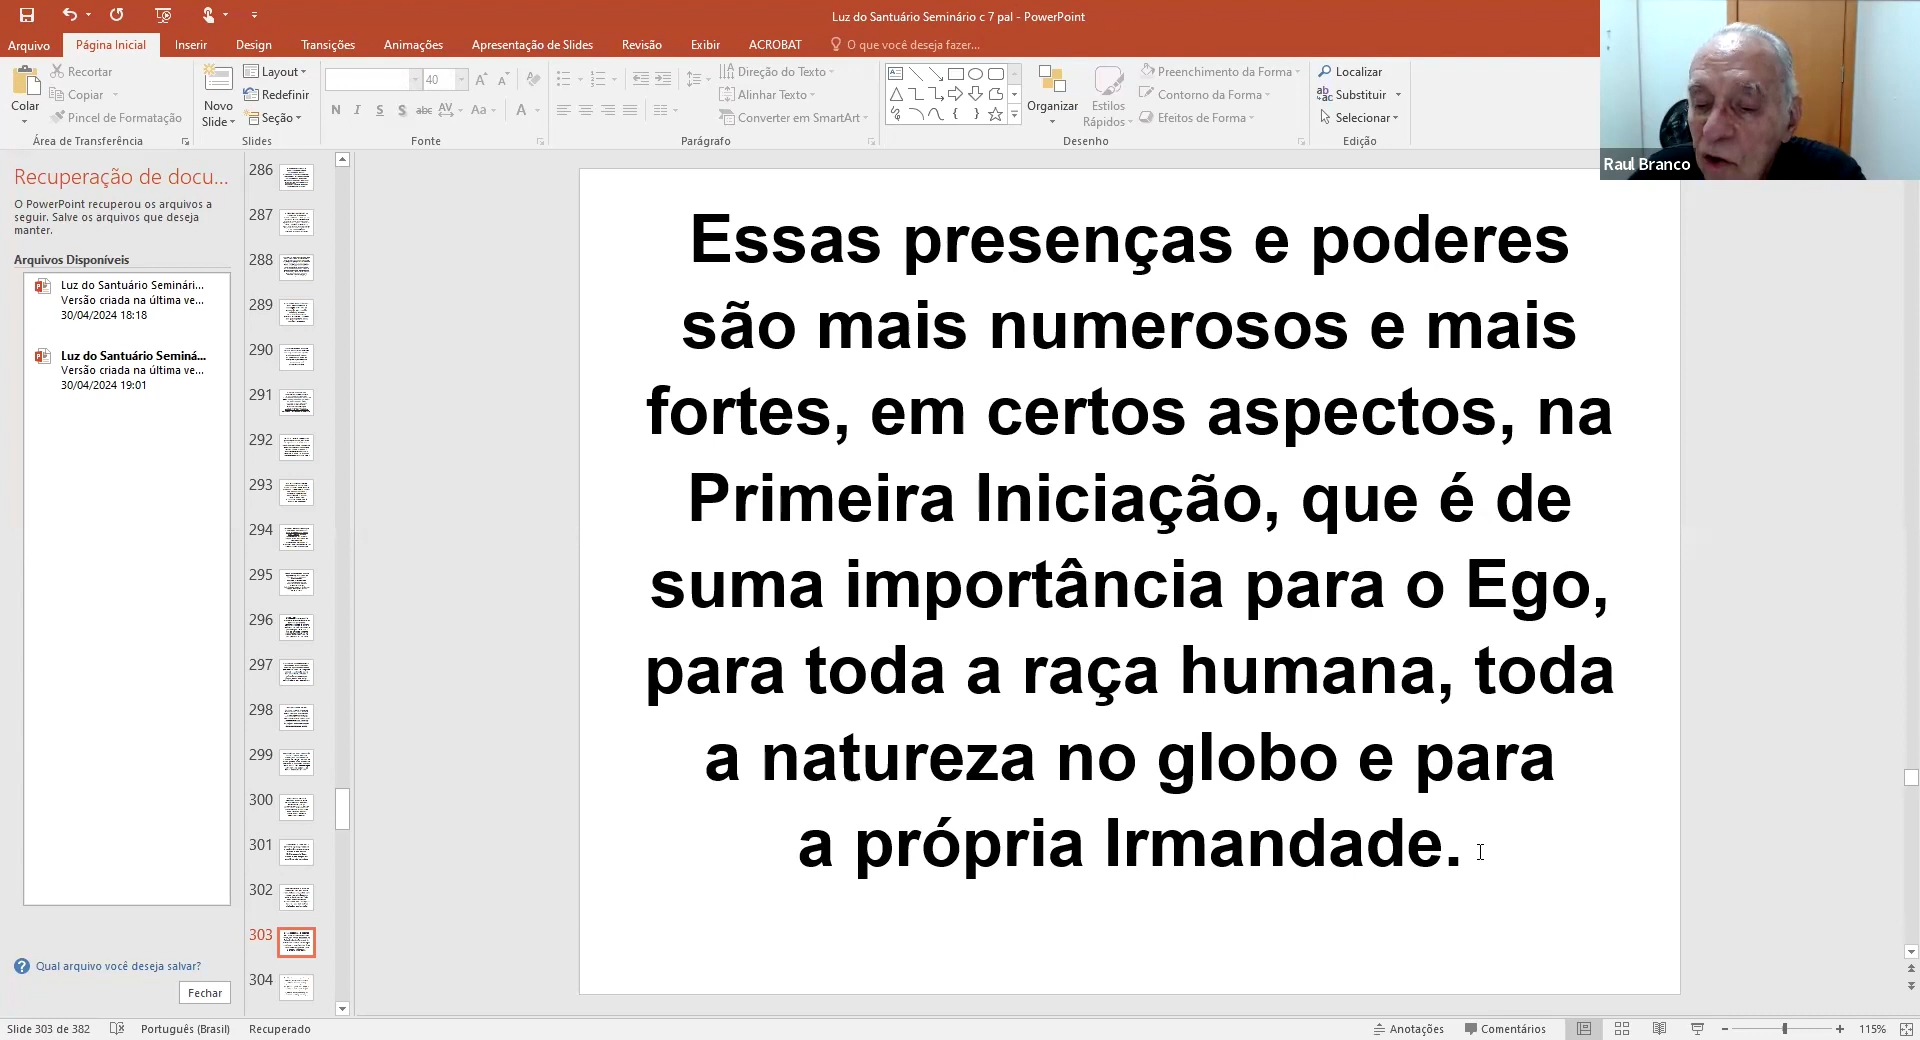 Luz do Santuário Seminário c 7 pal - PowerPoint
Arquivo Página Inicial Inserir Design Transições Animações Apresentação de Slides Revisão Exibir ACROBAT O que você deseja fazer...
Colar
Recortar
Copiar
Pincel de Formatação
Área de Transferência
Novo
Slide
Layout
Redefinir
Seção
Slides
40
N I S S abc AV Aa A
Fonte
Direção do Texto
Alinhar Texto
Converter em SmartArt
Parágrafo
Organizar
Estilos
Rápidos
Preenchimento da Forma
Contorno da Forma
Efeitos de Forma
Desenho
Localizar
Substituir
Selecionar
Edição
Raul Branco
Recuperação de docu...
O PowerPoint recuperou os arquivos a
seguir. Salve os arquivos que deseja
manter.
Arquivos Disponíveis
Luz do Santuário Seminári...
Versão criada na última ve...
30/04/2024 18:18
Luz do Santuário Seminá...
Versão criada na última ve...
30/04/2024 19:01
Qual arquivo você deseja salvar?
Fechar
286
287
288
289
290
291
292
293
294
295
296
297
298
299
300
301
302
303
304
Essas presenças e poderes
são mais numerosos e mais
fortes, em certos aspectos, na
Primeira Iniciação, que é de
suma importância para o Ego,
para toda a raça humana, toda
a natureza no globo e para
a própria Irmandade.
Slide 303 de 382 Português (Brasil) Recuperado Anotações Comentários 115%